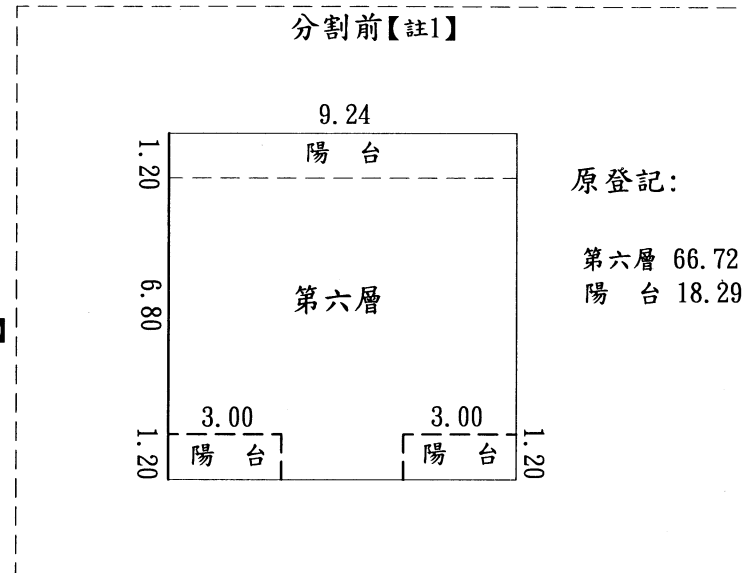 分割前【註1】
9.24
1.20
陽 台
原登記:
第六層 66.72
陽 台 18.29
6.80
第六層
3.00
3.00
1.20
陽 台
陽 台
1.20